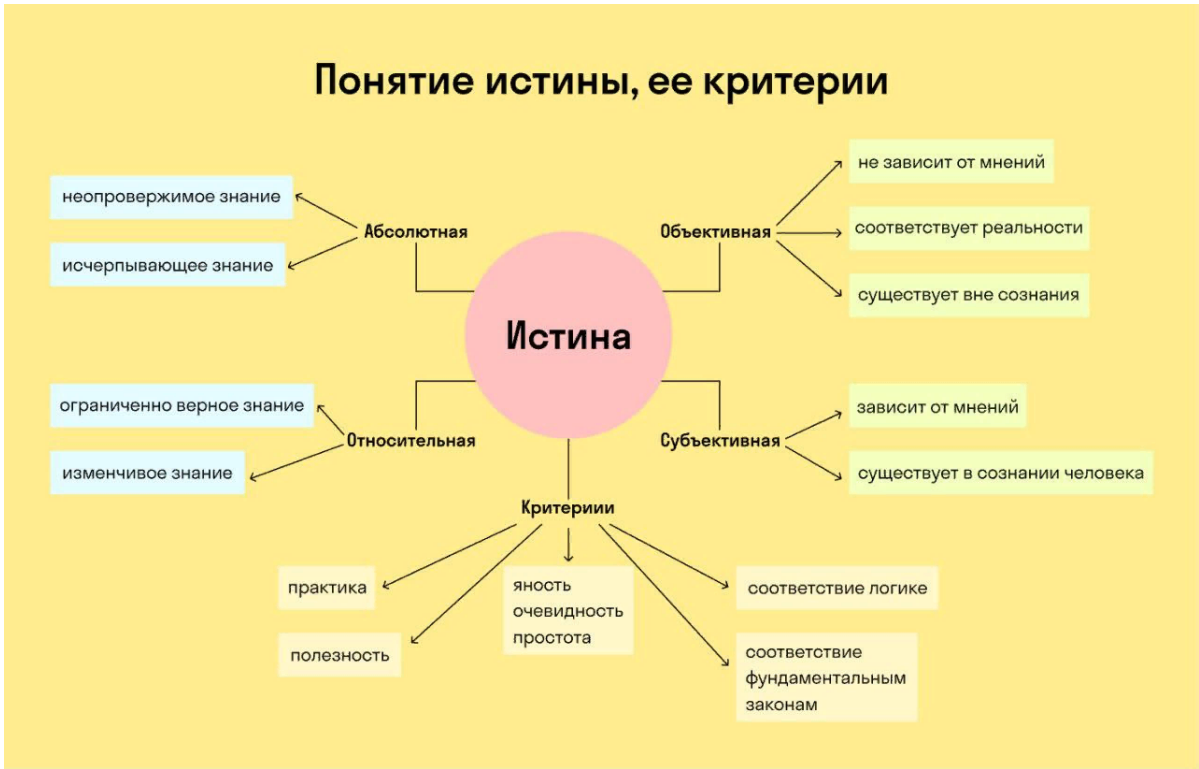 Понятие истины, ее критерии
неопровержимое знание
исчерпывающее знание
Абсолютная
Объективная
не зависит от мнений
соответствует реальности
существует вне сознания
Истина
ограниченно верное знание
изменчивое знание
Относительная
Субъективная
зависит от мнений
существует в сознании человека
Критериии
практика
полезность
яность
очевидность
простота
соответствие логике
соответствие
фундаментальным
законам